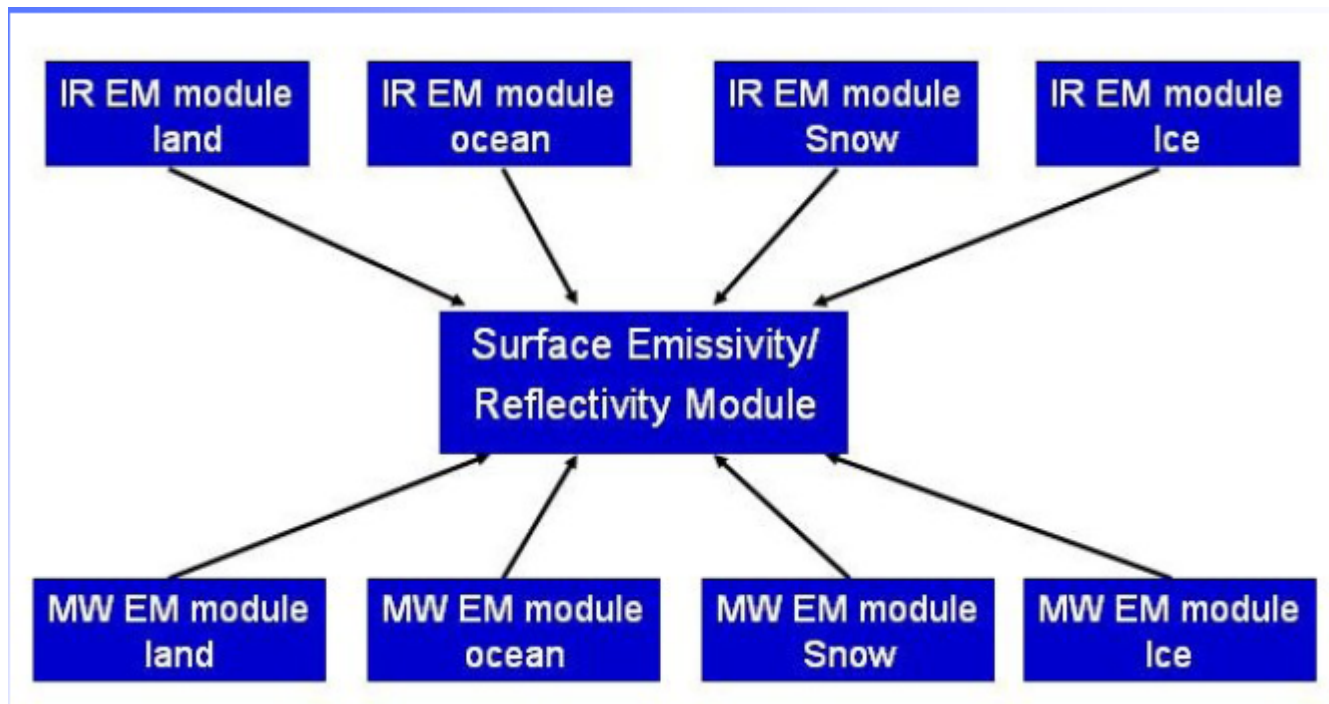 IR EM module
land
IR EM module
ocean
IR EM module
Snow
IR EM module
Ice
Surface Emissivity/
Reflectivity Module
MW EM module
land
MW EM module
ocean
MW EM module
Snow
MW EM module
Ice